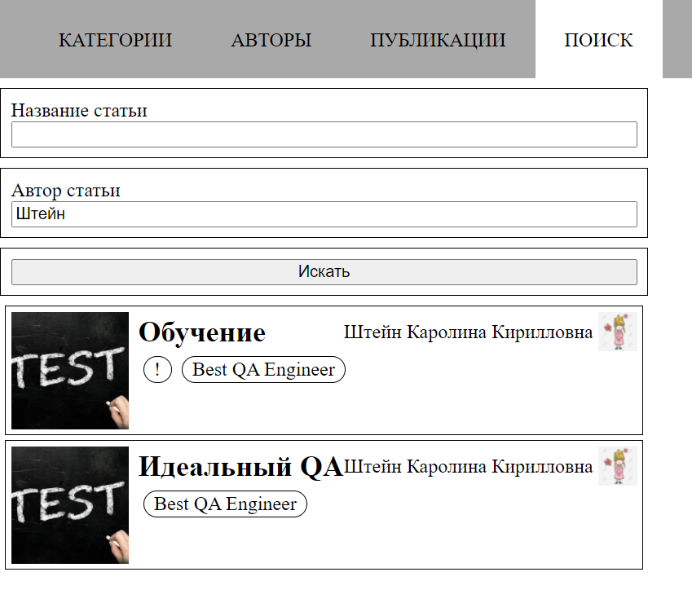 КАТЕГОРИИ АВТОРЫ ПУБЛИКАЦИИ ПОИСК
Название статьи
Автор статьи
Штейн
Искать
TEST
Обучение Штейн Каролина Кирилловна
! Best QA Engineer
TEST
Идеальный QA Штейн Каролина Кирилловна
Best QA Engineer